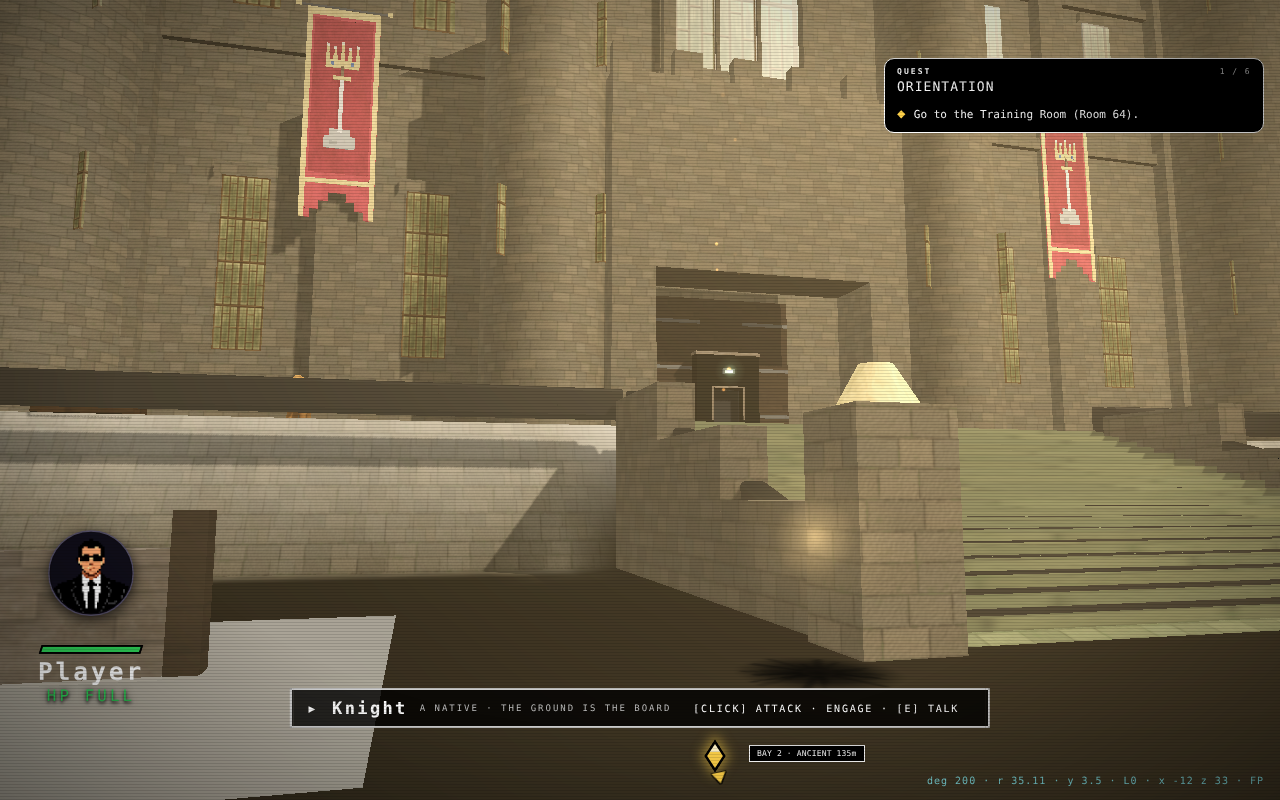 QUEST 1 / 6
ORIENTATION
◆ Go to the Training Room (Room 64).
Player
HP FULL
▶ Knight A NATIVE · THE GROUND IS THE BOARD [CLICK] ATTACK · ENGAGE · [E] TALK
BAY 2 · ANCIENT 135m
deg 200 · r 35.11 · y 3.5 · L0 · x -12 z 33 · FP